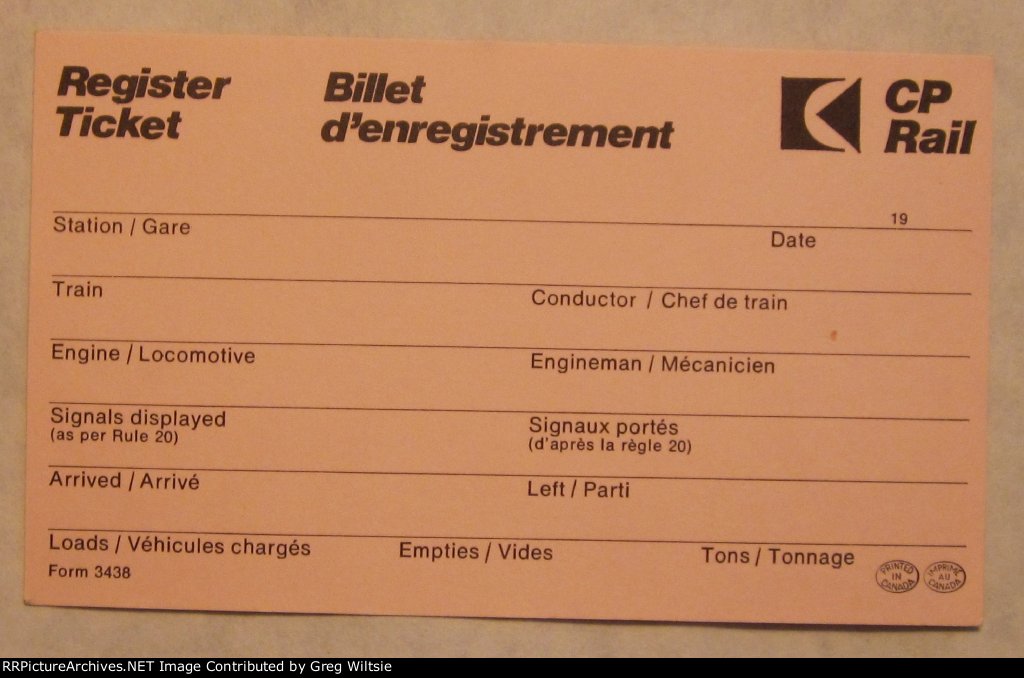 Register Ticket
Billet d'enregistrement
CP Rail
19
Station / Gare
Date
Train
Conductor / Chef de train
Engine / Locomotive
Engineman / Mécanicien
Signals displayed
(as per Rule 20)
Signaux portés
(d'après la règle 20)
Arrived / Arrivé
Left / Parti
Loads / Véhicules chargés
Empties / Vides
Tons / Tonnage
Form 3438
PRINTED IN CANADA
IMPRIMÉ AU CANADA
RRPictureArchives.NET Image Contributed by Greg Wiltsie